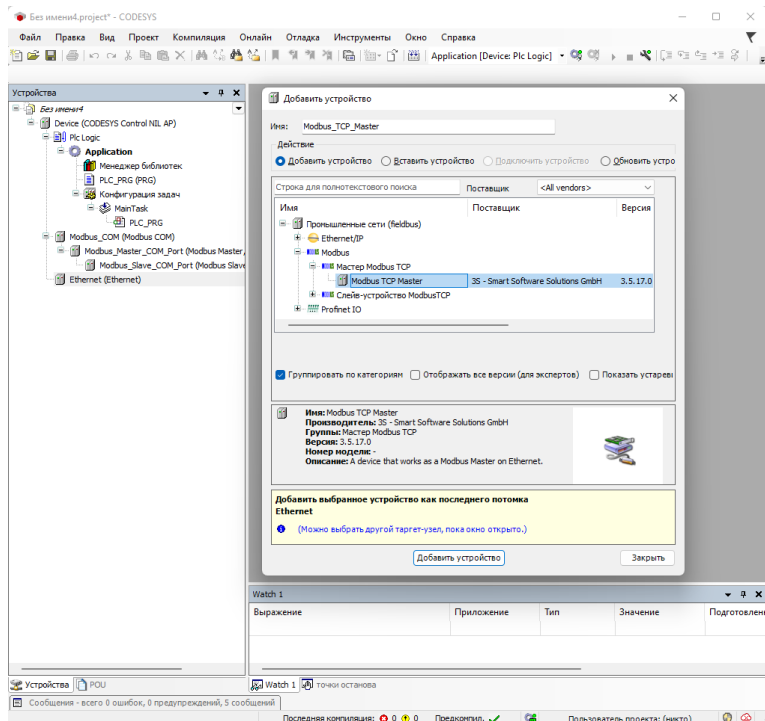 Без имени4.project* - CODESYS
Файл Правка Вид Проект Компиляция Онлайн Отладка Инструменты Окно Справка
Application [Device: Plc Logic]
Устройства
Без имени4
Device (CODESYS Control NIL AP)
Plc Logic
Application
Менеджер библиотек
PLC_PRG (PRG)
Конфигурация задач
MainTask
PLC_PRG
Modbus_COM (Modbus COM)
Modbus_Master_COM_Port (Modbus Master,
Modbus_Slave_COM_Port (Modbus Slave
Ethernet (Ethernet)
Добавить устройство
Имя: Modbus_TCP_Master
Действие
Добавить устройство Вставить устройство Подключить устройство Обновить устро
Строка для полнотекстового поиска Поставщик <All vendors>
Имя Поставщик Версия
Промышленные сети (fieldbus)
Ethernet/IP
Modbus
Мастер Modbus TCP
Modbus TCP Master 3S - Smart Software Solutions GmbH 3.5.17.0
Слейв-устройство ModbusTCP
Profinet IO
Группировать по категориям Отображать все версии (для экспертов) Показать устареві
Имя: Modbus TCP Master
Производитель: 3S - Smart Software Solutions GmbH
Группы: Мастер Modbus TCP
Версия: 3.5.17.0
Номер модели: -
Описание: A device that works as a Modbus Master on Ethernet.
Добавить выбранное устройство как последнего потомка
Ethernet
(Можно выбрать другой таргет-узел, пока окно открыто.)
Добавить устройство Закрыть
Watch 1
Выражение Приложение Тип Значение Подготовлен
Устройства POU Watch 1 точки останова
Сообщения - всего 0 ошибок, 0 предупреждений, 5 сообщений
Последняя компиляция: 0 0 Предкомпил. Пользователь проекта: (никто)